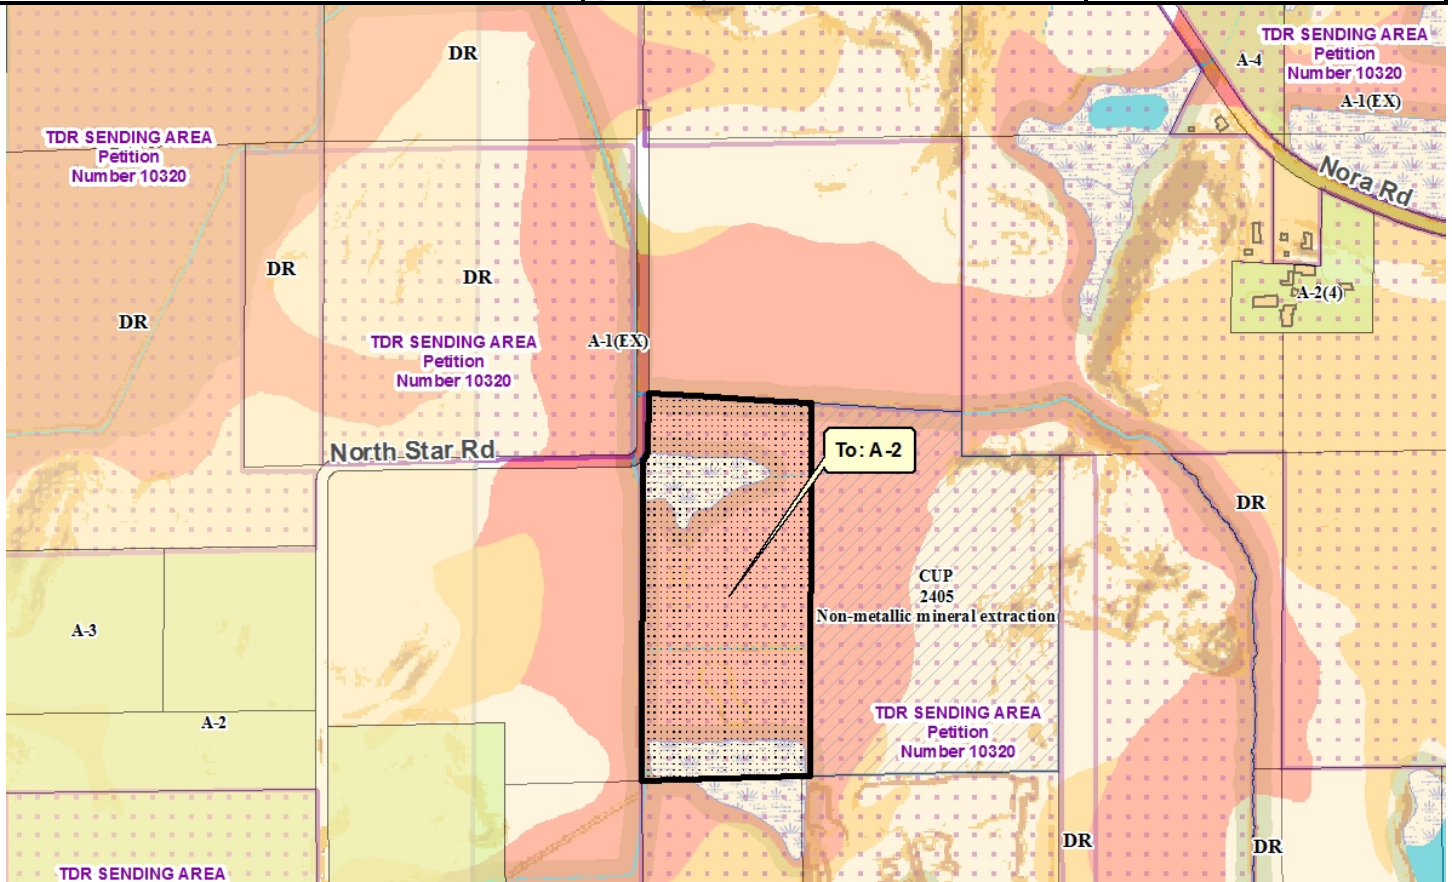 TDR SENDING AREA
Petition
Number 10320
A-4
DR
A-1(EX)
TDR SENDING AREA
Petition
Number 10320
Nora Rd
DR
DR
A-2(4)
DR
TDR SENDING AREA
Petition
Number 10320
A-1(EX)
North Star Rd
To: A-2
DR
CUP
2405
Non-metallic mineral extraction
A-3
TDR SENDING AREA
Petition
Number 10320
A-2
DR
DR
TDR SENDING AREA